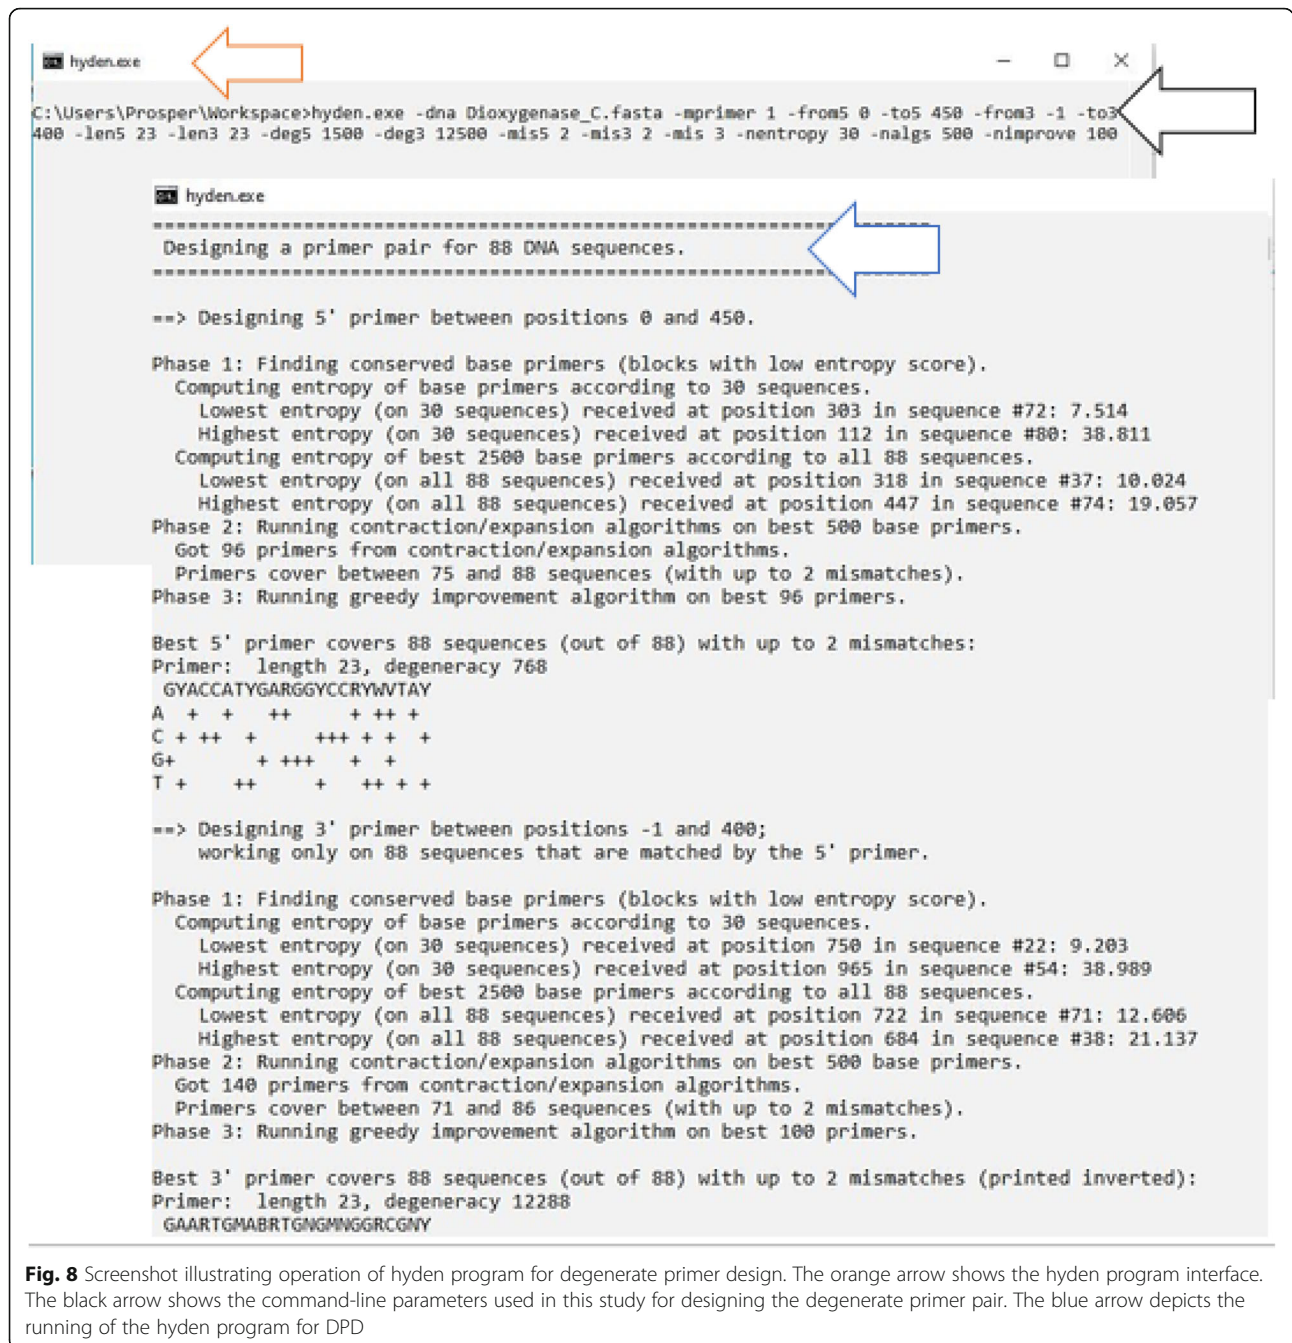 hyden.exe
C:\Users\Prosper\Workspace>hyden.exe -dna Dioxygenase_C.fasta -mprimer 1 -from5 0 -to5 450 -from3 -1 -to3
400 -len5 23 -len3 23 -deg5 1500 -deg3 12500 -mis5 2 -mis3 2 -mis 3 -nentropy 30 -nalgs 500 -nimprove 100
hyden.exe
==================================================================
Designing a primer pair for 88 DNA sequences.
==================================================================
==> Designing 5' primer between positions 0 and 450.
Phase 1: Finding conserved base primers (blocks with low entropy score).
Computing entropy of base primers according to 30 sequences.
Lowest entropy (on 30 sequences) received at position 303 in sequence #72: 7.514
Highest entropy (on 30 sequences) received at position 112 in sequence #80: 38.811
Computing entropy of best 2500 base primers according to all 88 sequences.
Lowest entropy (on all 88 sequences) received at position 318 in sequence #37: 10.024
Highest entropy (on all 88 sequences) received at position 447 in sequence #74: 19.057
Phase 2: Running contraction/expansion algorithms on best 500 base primers.
Got 96 primers from contraction/expansion algorithms.
Primers cover between 75 and 88 sequences (with up to 2 mismatches).
Phase 3: Running greedy improvement algorithm on best 96 primers.
Best 5' primer covers 88 sequences (out of 88) with up to 2 mismatches:
Primer:  length 23, degeneracy 768
GYACCATYGARGGYCCRYWVTAY
A  +  +   ++     + ++ +
C + ++  +     +++ + +  +
G+       + +++   +  +
T +    ++     +   ++ + +
==> Designing 3' primer between positions -1 and 400;
working only on 88 sequences that are matched by the 5' primer.
Phase 1: Finding conserved base primers (blocks with low entropy score).
Computing entropy of base primers according to 30 sequences.
Lowest entropy (on 30 sequences) received at position 750 in sequence #22: 9.203
Highest entropy (on 30 sequences) received at position 965 in sequence #54: 38.989
Computing entropy of best 2500 base primers according to all 88 sequences.
Lowest entropy (on all 88 sequences) received at position 722 in sequence #71: 12.606
Highest entropy (on all 88 sequences) received at position 684 in sequence #38: 21.137
Phase 2: Running contraction/expansion algorithms on best 500 base primers.
Got 140 primers from contraction/expansion algorithms.
Primers cover between 71 and 86 sequences (with up to 2 mismatches).
Phase 3: Running greedy improvement algorithm on best 100 primers.
Best 3' primer covers 88 sequences (out of 88) with up to 2 mismatches (printed inverted):
Primer:  length 23, degeneracy 12288
GAARTGMABRTGNGMNGGRCGNY
Fig. 8 Screenshot illustrating operation of hyden program for degenerate primer design. The orange arrow shows the hyden program interface.
The black arrow shows the command-line parameters used in this study for designing the degenerate primer pair. The blue arrow depicts the
running of the hyden program for DPD